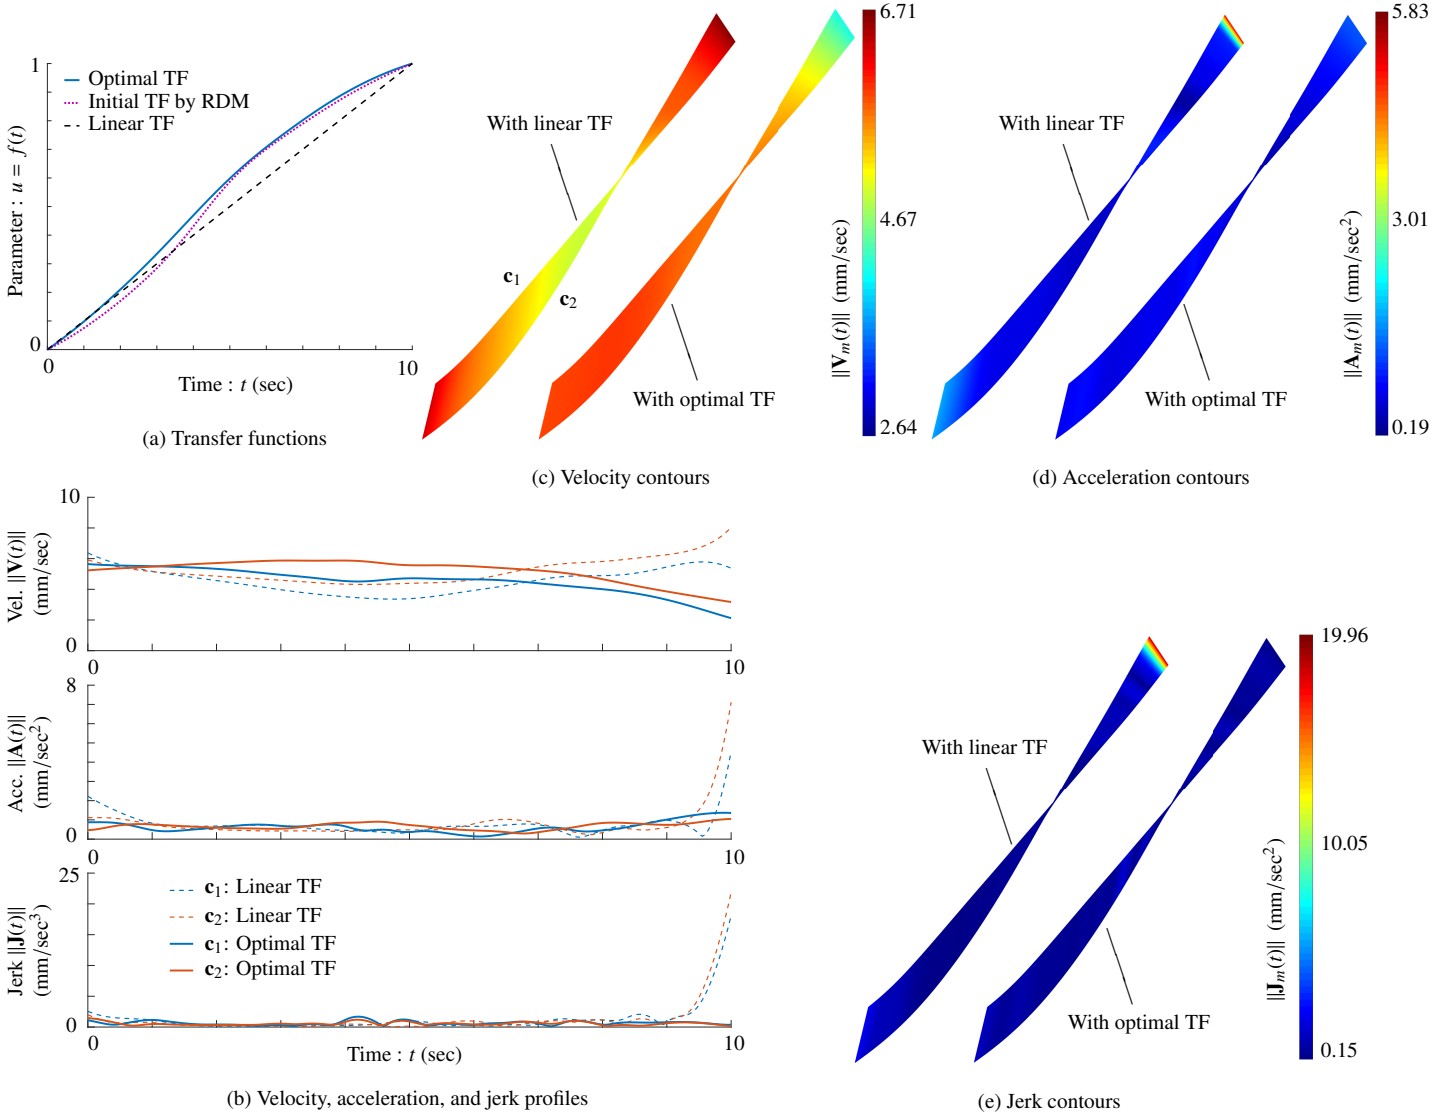 1
Optimal TF
Initial TF by RDM
Linear TF
Parameter : u = f(t)
0
0
10
Time : t (sec)
(a) Transfer functions
With linear TF
c1
c2
With optimal TF
6.71
4.67
2.64
||Vm(t)|| (mm/sec)
(c) Velocity contours
With linear TF
With optimal TF
5.83
3.01
0.19
||Am(t)|| (mm/sec²)
(d) Acceleration contours
10
Vel. ||V(t)||
(mm/sec)
0
0
10
8
Acc. ||A(t)||
(mm/sec²)
0
0
10
25
Jerk ||J(t)||
(mm/sec³)
c1: Linear TF
c2: Linear TF
c1: Optimal TF
c2: Optimal TF
0
0
10
Time : t (sec)
(b) Velocity, acceleration, and jerk profiles
With linear TF
With optimal TF
19.96
10.05
0.15
||Jm(t)|| (mm/sec²)
(e) Jerk contours